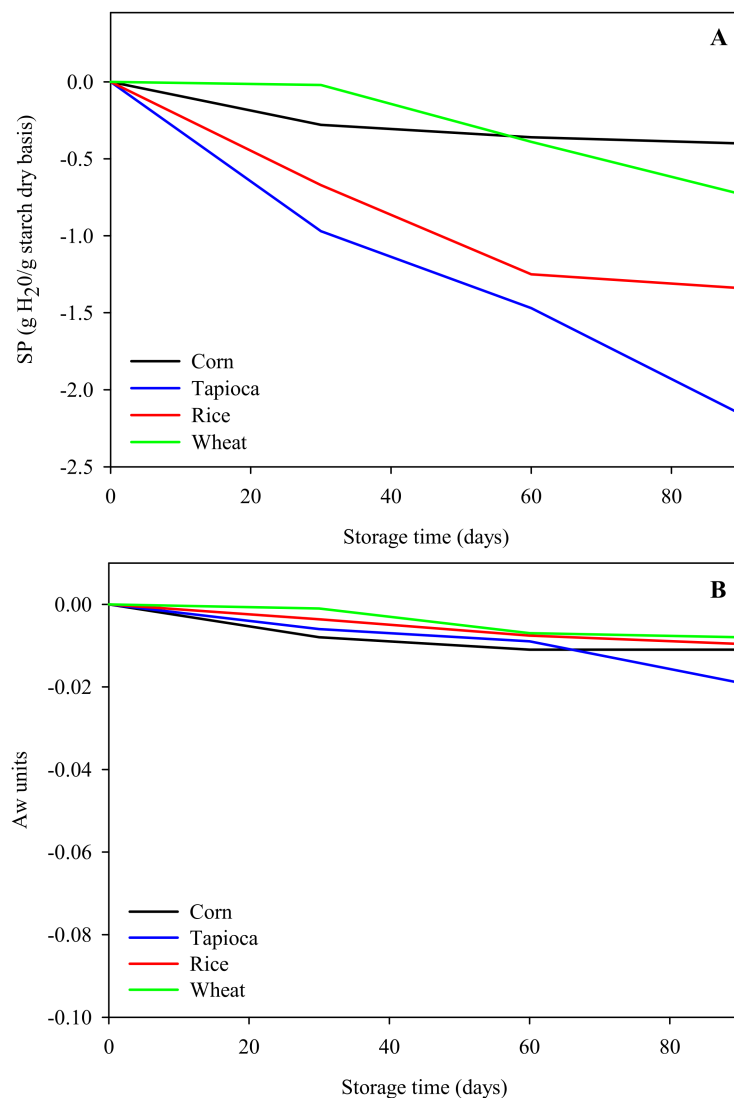 A
0.0
-0.5
-1.0
-1.5
-2.0
-2.5
SP (g H20/g starch dry basis)
Corn
Tapioca
Rice
Wheat
0 20 40 60 80
Storage time (days)
B
0.00
-0.02
-0.04
-0.06
-0.08
-0.10
Aw units
Corn
Tapioca
Rice
Wheat
0 20 40 60 80
Storage time (days)